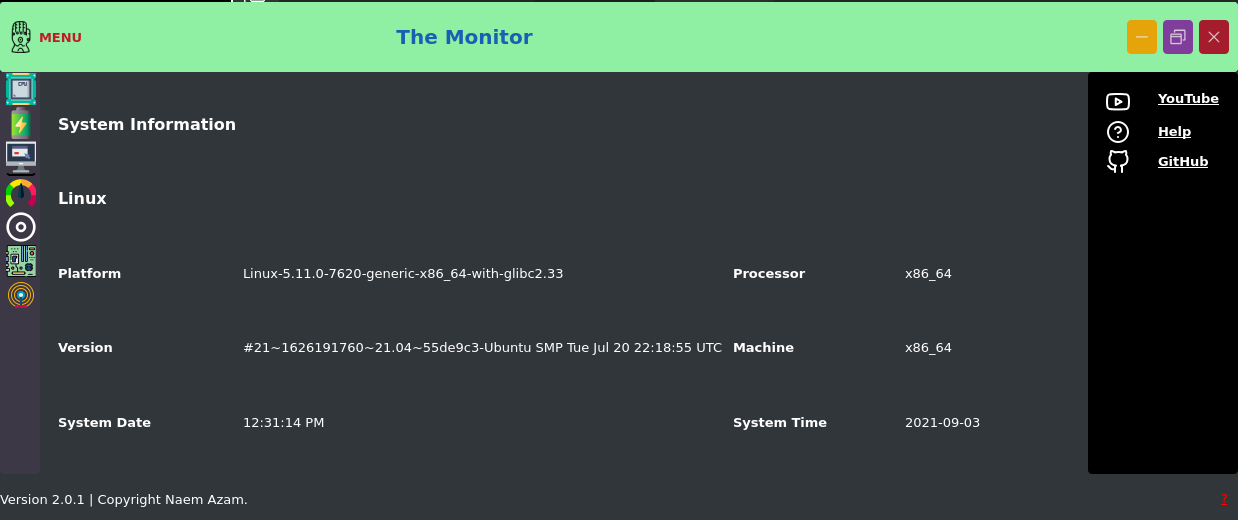 MENU
The Monitor
CPU
YouTube
Help
GitHub
System Information
Linux
Platform Linux-5.11.0-7620-generic-x86_64-with-glibc2.33 Processor x86_64
Version #21~1626191760~21.04~55de9c3-Ubuntu SMP Tue Jul 20 22:18:55 UTC Machine x86_64
System Date 12:31:14 PM System Time 2021-09-03
Version 2.0.1 | Copyright Naem Azam. ?